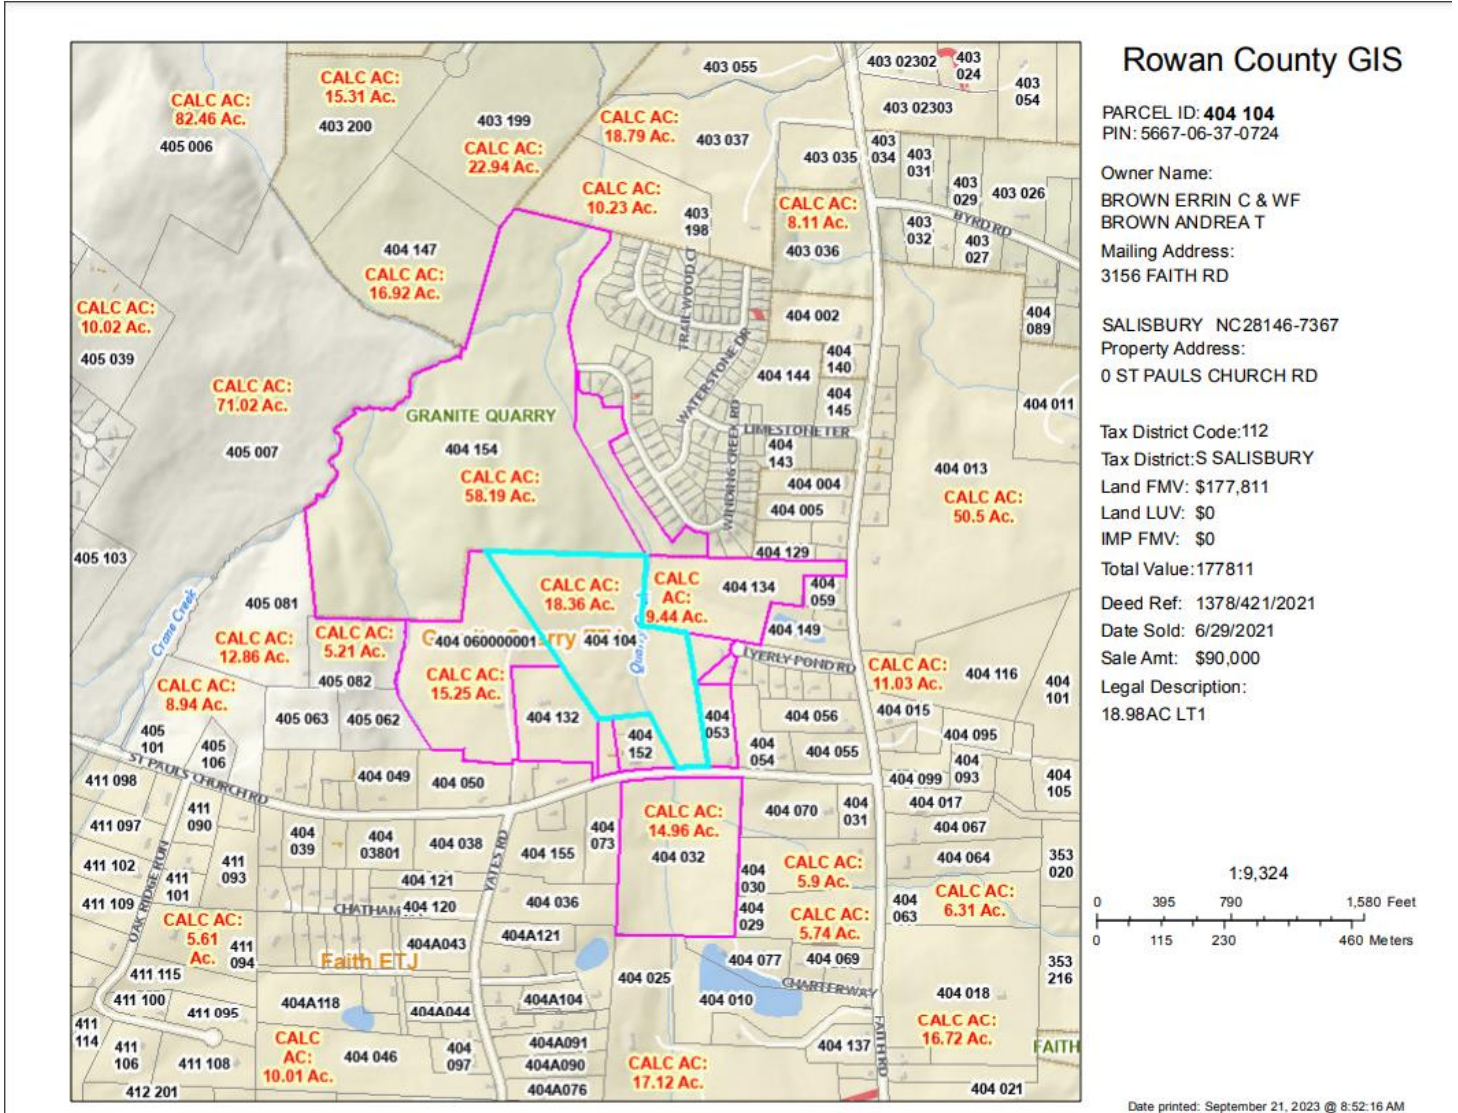 Rowan County GIS
PARCEL ID: 404 104
PIN: 5667-06-37-0724
Owner Name:
BROWN ERRIN C & WF
BROWN ANDREA T
Mailing Address:
3156 FAITH RD
SALISBURY NC28146-7367
Property Address:
0 ST PAULS CHURCH RD
Tax District Code:112
Tax District:S SALISBURY
Land FMV: $177,811
Land LUV: $0
IMP FMV: $0
Total Value:177811
Deed Ref: 1378/421/2021
Date Sold: 6/29/2021
Sale Amt: $90,000
Legal Description:
18.98AC LT1
1:9,324
0 395 790 1,580 Feet
0 115 230 460 Meters
Date printed: September 21, 2023 @ 8:52:16 AM
CALC AC:
82.46 Ac.
405 006
CALC AC:
15.31 Ac.
403 200
403 199
CALC AC:
22.94 Ac.
403 055
CALC AC:
18.79 Ac.
403 037
403 02302
403
024
403
054
403 02303
403 035
403
034
403
031
403
029
403 026
BYRD RD
403
032
403
027
CALC AC:
10.23 Ac.
403
198
CALC AC:
8.11 Ac.
403 036
404 147
CALC AC:
16.92 Ac.
CALC AC:
10.02 Ac.
405 039
CALC AC:
71.02 Ac.
405 007
GRANITE QUARRY
404 154
CALC AC:
58.19 Ac.
TRAILWOOD CT
WATERSTONE DR
WINDING CREEK RD
LIMESTONE TER
404 002
404
140
404 144
404
145
404
143
404 004
404 005
404 129
404
089
404 011
404 013
CALC AC:
50.5 Ac.
405 103
Crane Creek
405 081
CALC AC:
12.86 Ac.
CALC AC:
5.21 Ac.
405 082
CALC AC:
8.94 Ac.
405 063
405 062
405
101
405
106
404 060000001
CALC AC:
15.25 Ac.
CALC AC:
18.36 Ac.
404 104
CALC
AC:
9.44 Ac.
404 134
404
059
404 149
LYERLY POND RD
CALC AC:
11.03 Ac.
404 116
404
101
404 015
404 132
404
152
404
053
404 056
404
054
404 055
404 095
404
093
404 099
404
105
ST PAULS CHURCH RD
404 049
404 050
411 098
411 097
411
090
411 102
411
101
411
093
411 109
OAK RIDGE RUN
CALC AC:
5.61
Ac.
411
094
411 115
411 100
411 095
411
114
411
106
411 108
412 201
404
039
404
03801
404 038
404 121
CHATHAM
404 120
YATES RD
404 155
404
073
404 036
404A043
404A121
Faith ETJ
404A118
404A044
404A104
CALC
AC:
10.01 Ac.
404 046
404
097
404A091
404A090
404A076
CALC AC:
14.96 Ac.
404 032
404 070
404
031
404 017
404 067
404 064
353
020
404
030
CALC AC:
5.9 Ac.
404
063
CALC AC:
6.31 Ac.
404
029
CALC AC:
5.74 Ac.
404 077
404 069
353
216
404 025
404 010
CHARTERWAY
404 018
CALC AC:
16.72 Ac.
404 137
FAITH RD
FAITH
CALC AC:
17.12 Ac.
404 021